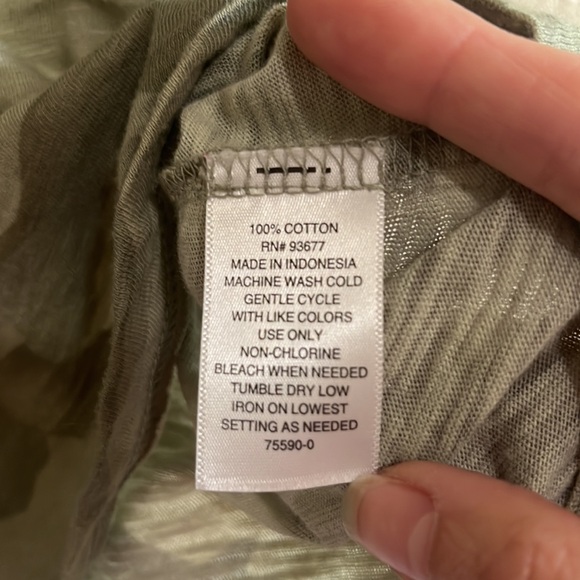 100% COTTON
RN# 93677
MADE IN INDONESIA
MACHINE WASH COLD
GENTLE CYCLE
WITH LIKE COLORS
USE ONLY
NON-CHLORINE
BLEACH WHEN NEEDED
TUMBLE DRY LOW
IRON ON LOWEST
SETTING AS NEEDED
75590-0